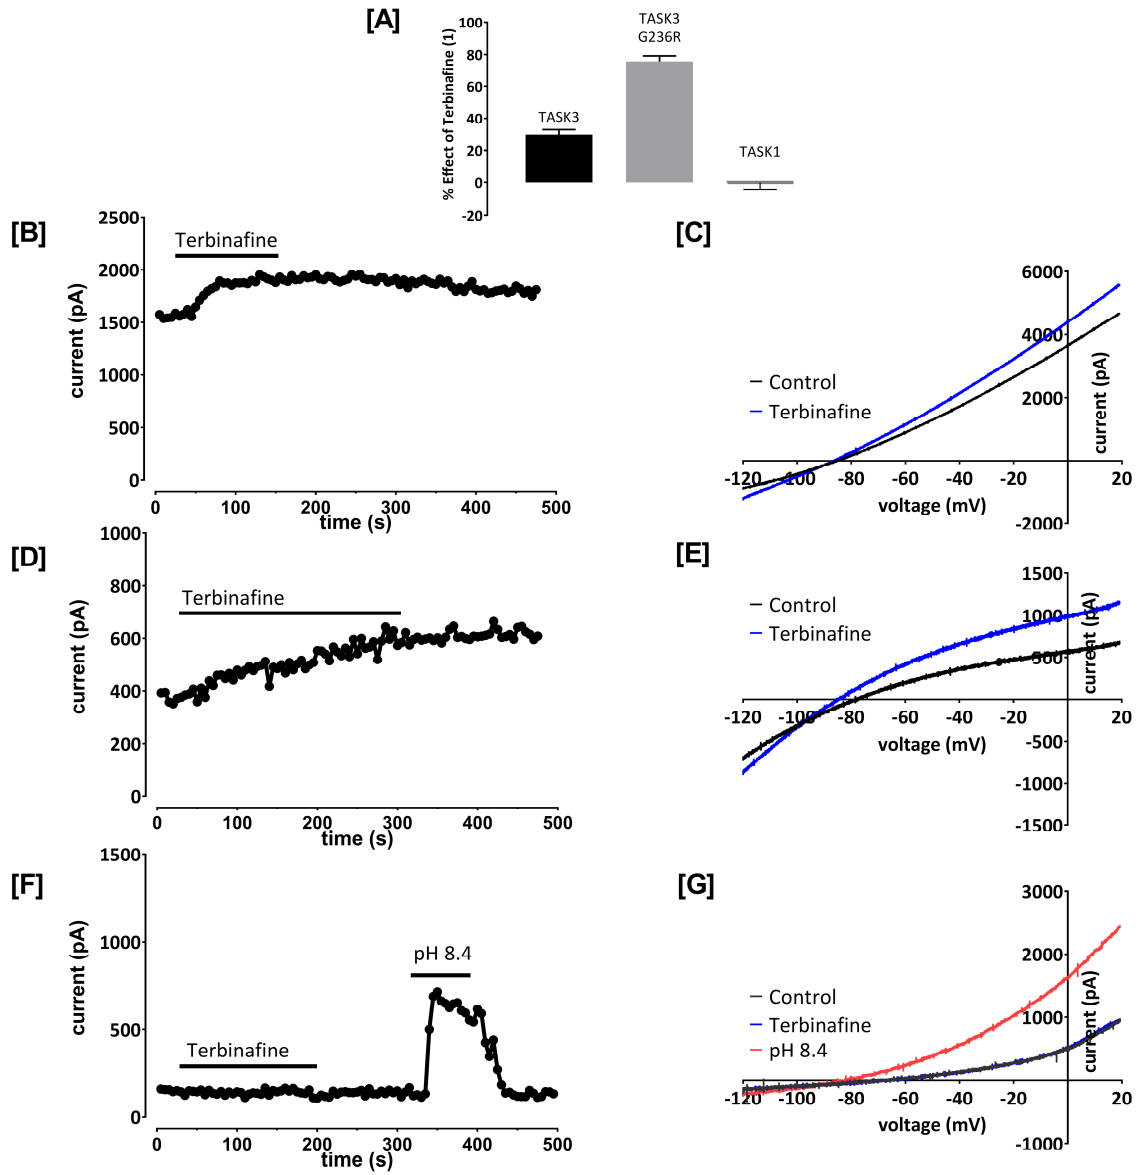 [A]
% Effect of Terbinafine (1)
100
80
60
40
20
0
-20
TASK3
TASK3
G236R
TASK1
[B]
current (pA)
2500
2000
1500
1000
500
0
Terbinafine
0 100 200 300 400 500
time (s)
[C]
6000
4000
2000
-2000
current (pA)
Control
Terbinafine
-120 -100 -80 -60 -40 -20 20
voltage (mV)
[D]
current (pA)
1000
800
600
400
200
0
Terbinafine
0 100 200 300 400 500
time (s)
[E]
1500
1000
500
-500
-1000
-1500
current (pA)
Control
Terbinafine
-120 -100 -80 -60 -40 -20 20
voltage (mV)
[F]
current (pA)
1500
1000
500
0
Terbinafine
pH 8.4
0 100 200 300 400 500
time (s)
[G]
3000
2000
1000
-1000
current (pA)
Control
Terbinafine
pH 8.4
-120 -100 -80 -60 -40 -20 20
voltage (mV)